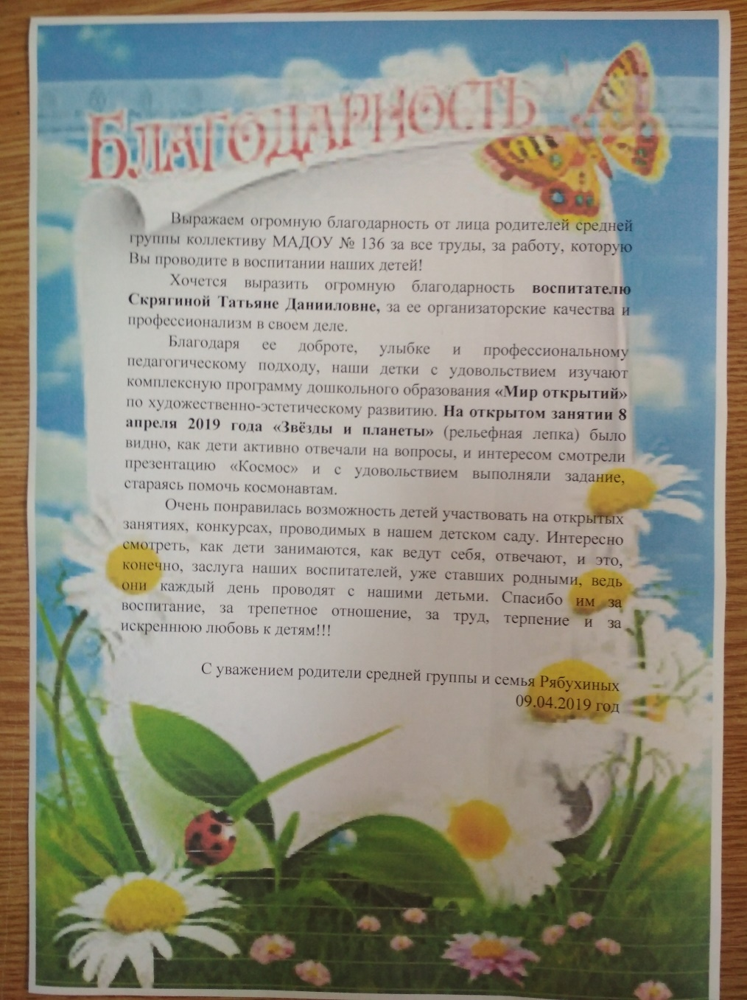 БЛАГОДАРНОСТЬ
Выражаем огромную благодарность от лица родителей средней
группы коллективу МАДОУ № 136 за все труды, за работу, которую
Вы проводите в воспитании наших детей!
Хочется выразить огромную благодарность воспитателю
Скрягиной Татьяне Данииловне, за ее организаторские качества и
профессионализм в своем деле.
Благодаря ее доброте, улыбке и профессиональному
педагогическому подходу, наши детки с удовольствием изучают
комплексную программу дошкольного образования «Мир открытий»
по художественно-эстетическому развитию. На открытом занятии 8
апреля 2019 года «Звёзды и планеты» (рельефная лепка) было
видно, как дети активно отвечали на вопросы, и интересом смотрели
презентацию «Космос» и с удовольствием выполняли задание,
стараясь помочь космонавтам.
Очень понравилась возможность детей участвовать на открытых
занятиях, конкурсах, проводимых в нашем детском саду. Интересно
смотреть, как дети занимаются, как ведут себя, отвечают, и это,
конечно, заслуга наших воспитателей, уже ставших родными, ведь
они каждый день проводят с нашими детьми. Спасибо им за
воспитание, за трепетное отношение, за труд, терпение и за
искреннюю любовь к детям!!!
С уважением родители средней группы и семья Рябухиных
09.04.2019 год